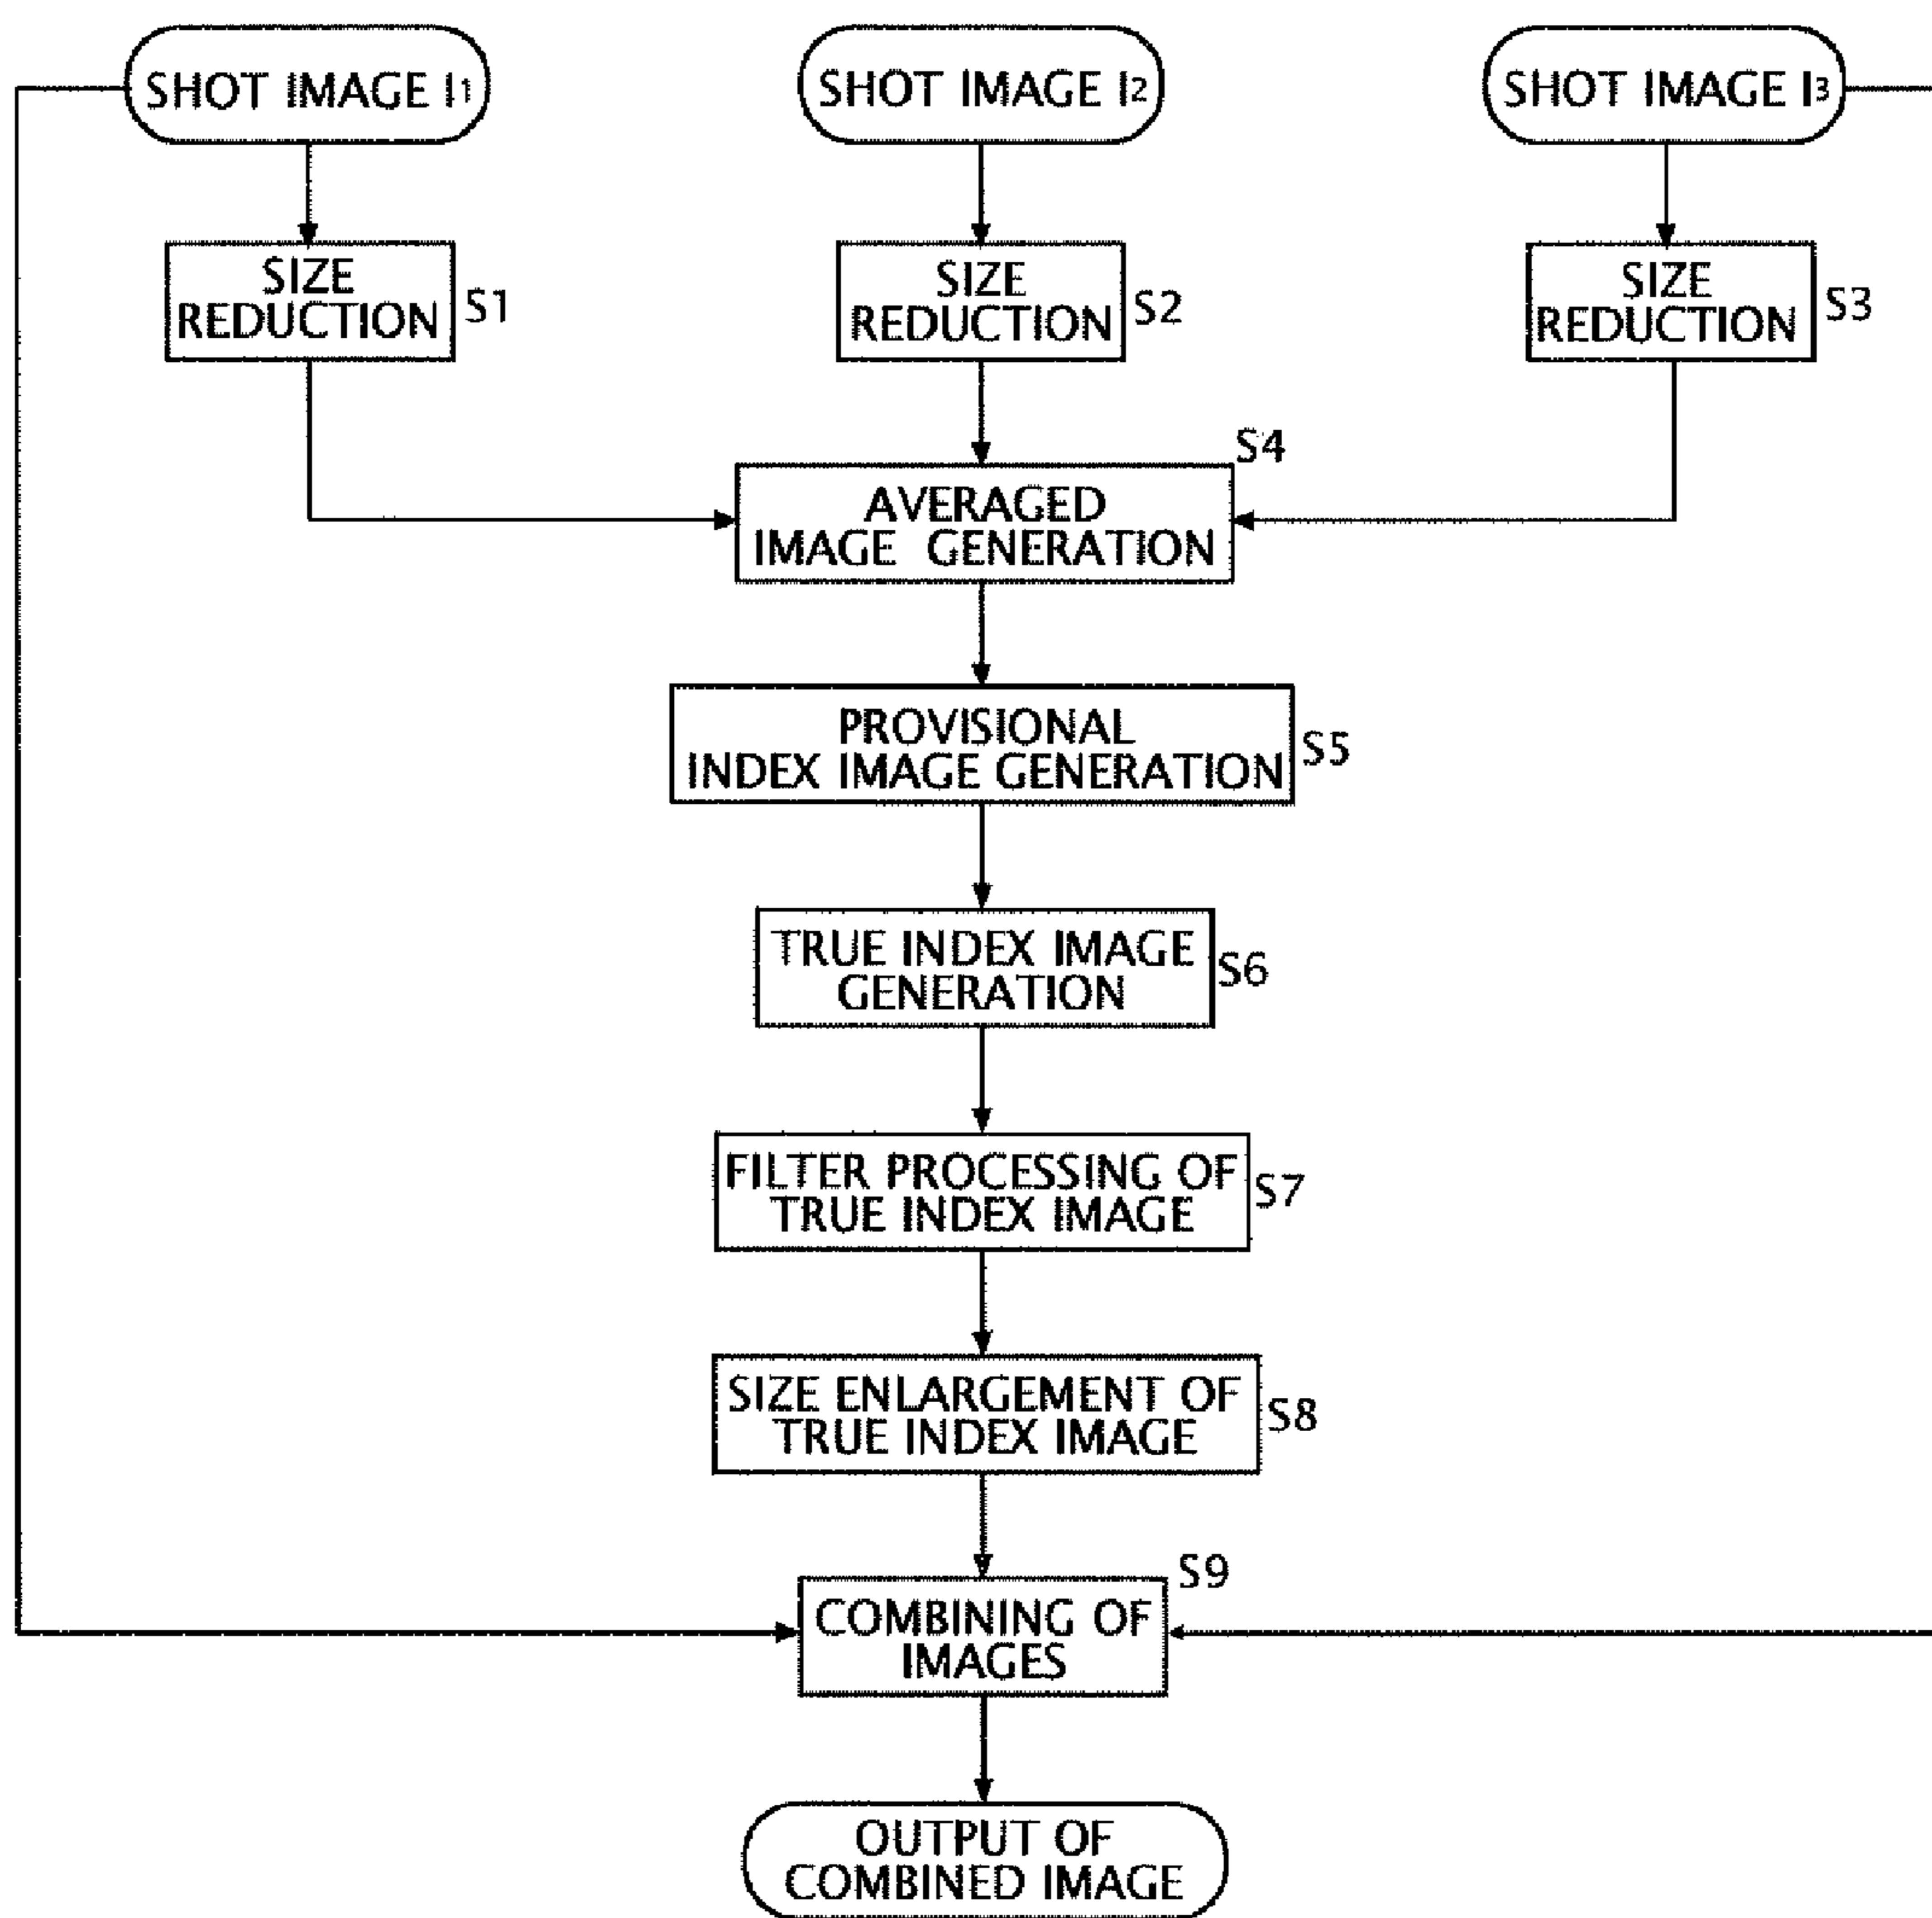 SHOT IMAGE I1
SHOT IMAGE I2
SHOT IMAGE I3
SIZE
REDUCTION
S1
SIZE
REDUCTION
S2
SIZE
REDUCTION
S3
S4
AVERAGED
IMAGE GENERATION
PROVISIONAL
INDEX IMAGE GENERATION
S5
TRUE INDEX IMAGE
GENERATION
S6
FILTER PROCESSING OF
TRUE INDEX IMAGE
S7
SIZE ENLARGEMENT OF
TRUE INDEX IMAGE
S8
S9
COMBINING OF
IMAGES
OUTPUT OF
COMBINED IMAGE